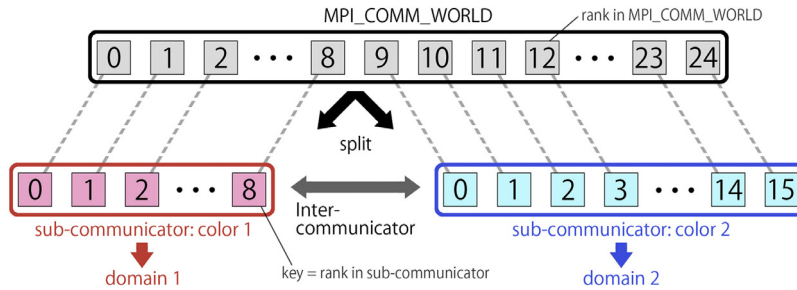 MPI_COMM_WORLD
rank in MPI_COMM_WORLD
0 1 2 ••• 8 9 10 11 12 ••• 23 24
split
0 1 2 ••• 8
Inter-
communicator
0 1 2 3 ••• 14 15
sub-communicator: color 1
sub-communicator: color 2
key = rank in sub-communicator
domain 1
domain 2